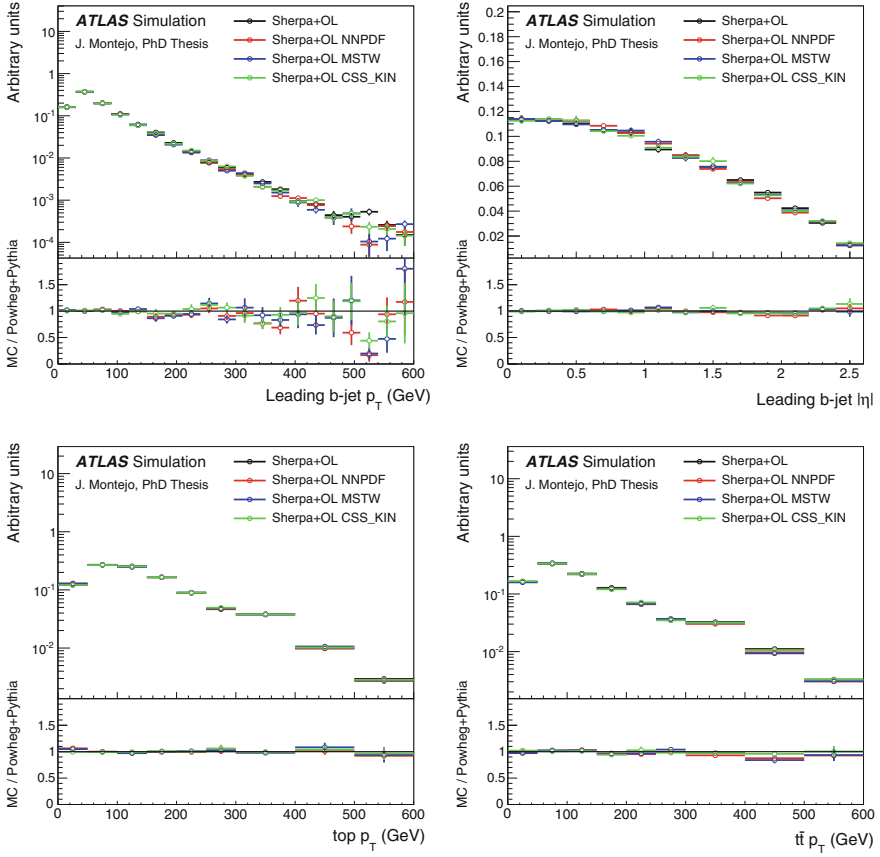 ATLAS Simulation
J. Montejo, PhD Thesis
Sherpa+OL
Sherpa+OL NNPDF
Sherpa+OL MSTW
Sherpa+OL CSS_KIN
Arbitrary units
10
1
10⁻¹
10⁻²
10⁻³
10⁻⁴
MC / Powheg+Pythia
1.5
1
0.5
0
0 100 200 300 400 500 600
Leading b-jet p_T (GeV)
ATLAS Simulation
J. Montejo, PhD Thesis
Sherpa+OL
Sherpa+OL NNPDF
Sherpa+OL MSTW
Sherpa+OL CSS_KIN
Arbitrary units
0.2
0.18
0.16
0.14
0.12
0.1
0.08
0.06
0.04
0.02
MC / Powheg+Pythia
1.5
1
0.5
0
0 0.5 1 1.5 2 2.5
Leading b-jet |η|
ATLAS Simulation
J. Montejo, PhD Thesis
Sherpa+OL
Sherpa+OL NNPDF
Sherpa+OL MSTW
Sherpa+OL CSS_KIN
Arbitrary units
10
1
10⁻¹
10⁻²
MC / Powheg+Pythia
1.5
1
0.5
0
0 100 200 300 400 500 600
top p_T (GeV)
ATLAS Simulation
J. Montejo, PhD Thesis
Sherpa+OL
Sherpa+OL NNPDF
Sherpa+OL MSTW
Sherpa+OL CSS_KIN
Arbitrary units
10
1
10⁻¹
10⁻²
MC / Powheg+Pythia
1.5
1
0.5
0
0 100 200 300 400 500 600
tt̄ p_T (GeV)